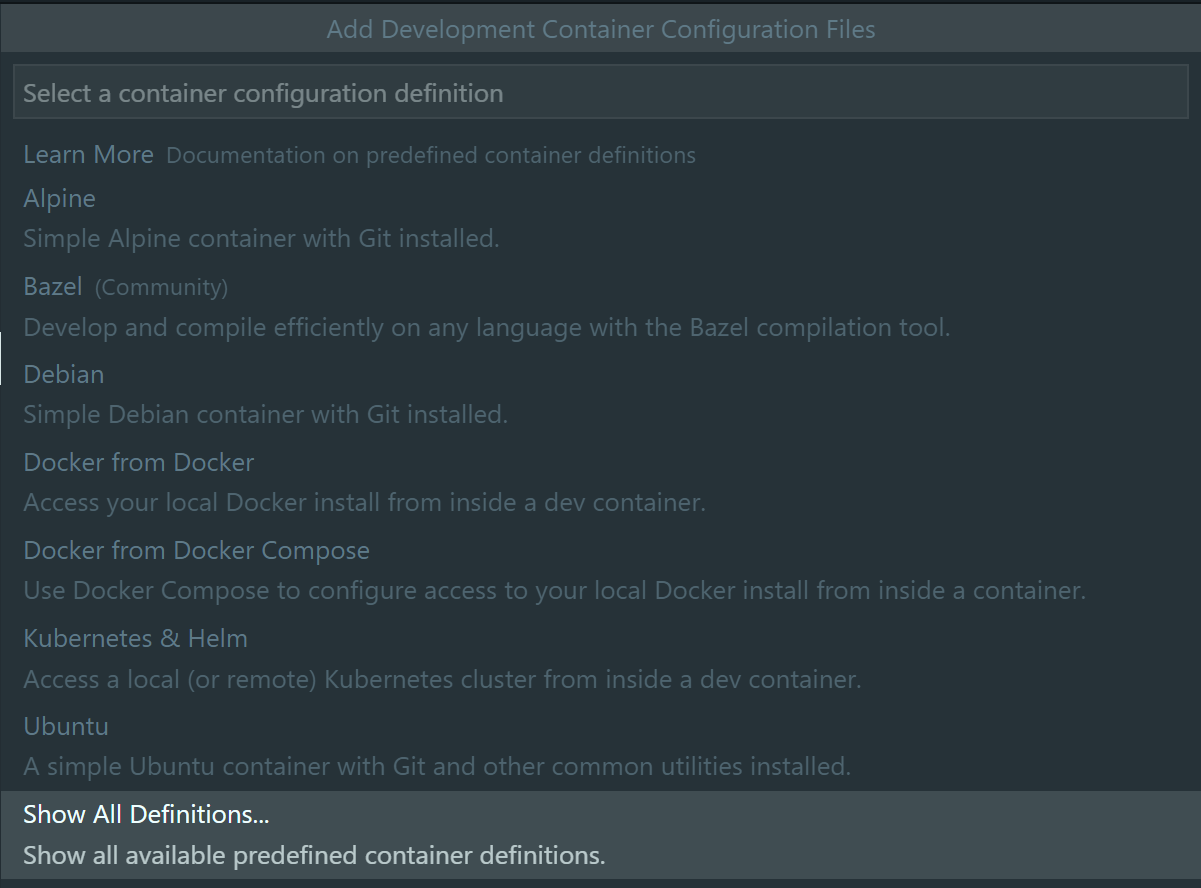 Add Development Container Configuration Files
Select a container configuration definition
Learn More Documentation on predefined container definitions
Alpine
Simple Alpine container with Git installed.
Bazel (Community)
Develop and compile efficiently on any language with the Bazel compilation tool.
Debian
Simple Debian container with Git installed.
Docker from Docker
Access your local Docker install from inside a dev container.
Docker from Docker Compose
Use Docker Compose to configure access to your local Docker install from inside a container.
Kubernetes & Helm
Access a local (or remote) Kubernetes cluster from inside a dev container.
Ubuntu
A simple Ubuntu container with Git and other common utilities installed.
Show All Definitions...
Show all available predefined container definitions.